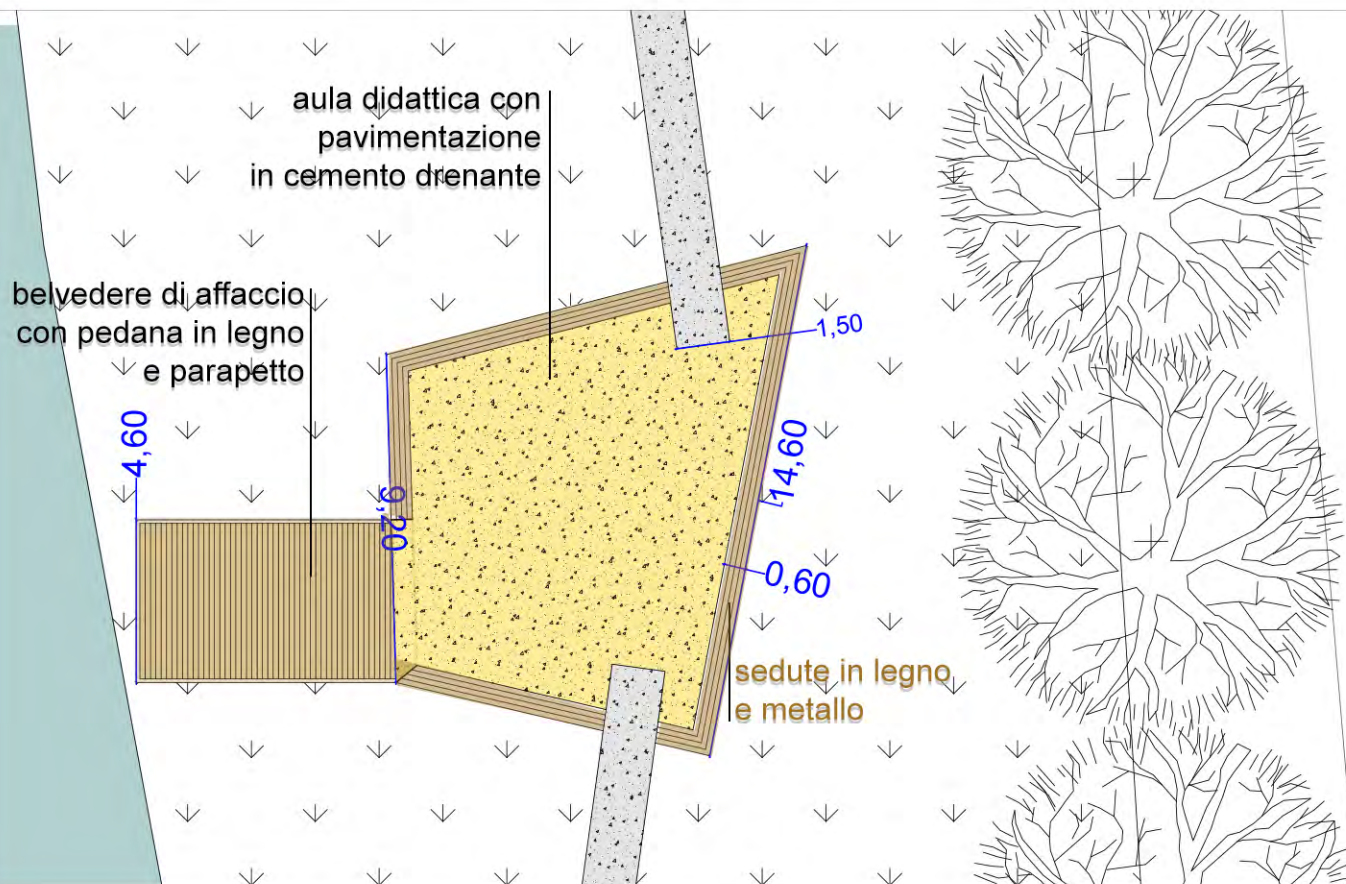 aula didattica con
pavimentazione
in cemento drenante
belvedere di affaccio
con pedana in legno
e parapetto
1,50
4,60
14,60
9,20
0,60
sedute in legno
e metallo